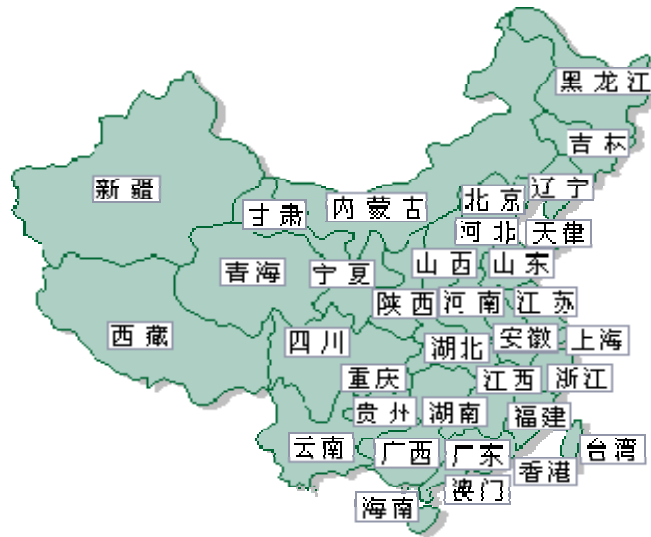 黑龙江
吉林
辽宁
新疆
北京
内蒙古
甘肃
河北
天津
山西
山东
青海
宁夏
陕西
河南
江苏
西藏
四川
安徽
上海
湖北
重庆
江西
浙江
贵州
湖南
福建
云南
广西
广东
台湾
香港
澳门
海南